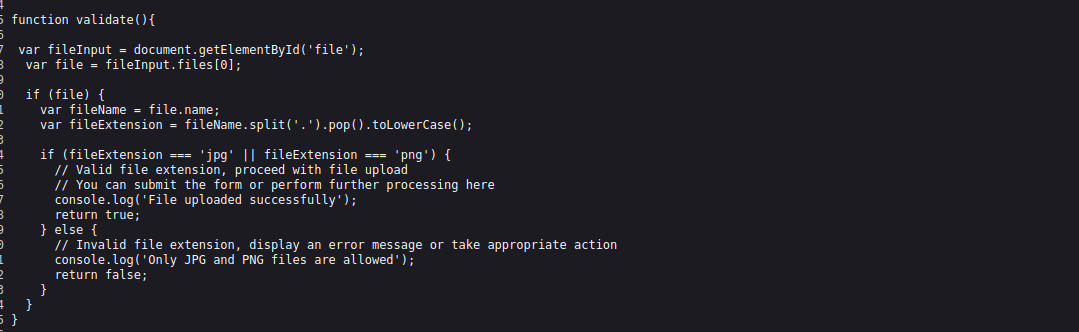 4
5 function validate(){
6
7 var fileInput = document.getElementById('file');
8 var file = fileInput.files[0];
9
0 if (file) {
1 var fileName = file.name;
2 var fileExtension = fileName.split('.').pop().toLowerCase();
3
4 if (fileExtension === 'jpg' || fileExtension === 'png') {
5 // Valid file extension, proceed with file upload
6 // You can submit the form or perform further processing here
7 console.log('File uploaded successfully');
8 return true;
9 } else {
0 // Invalid file extension, display an error message or take appropriate action
1 console.log('Only JPG and PNG files are allowed');
2 return false;
3 }
4 }
5 }